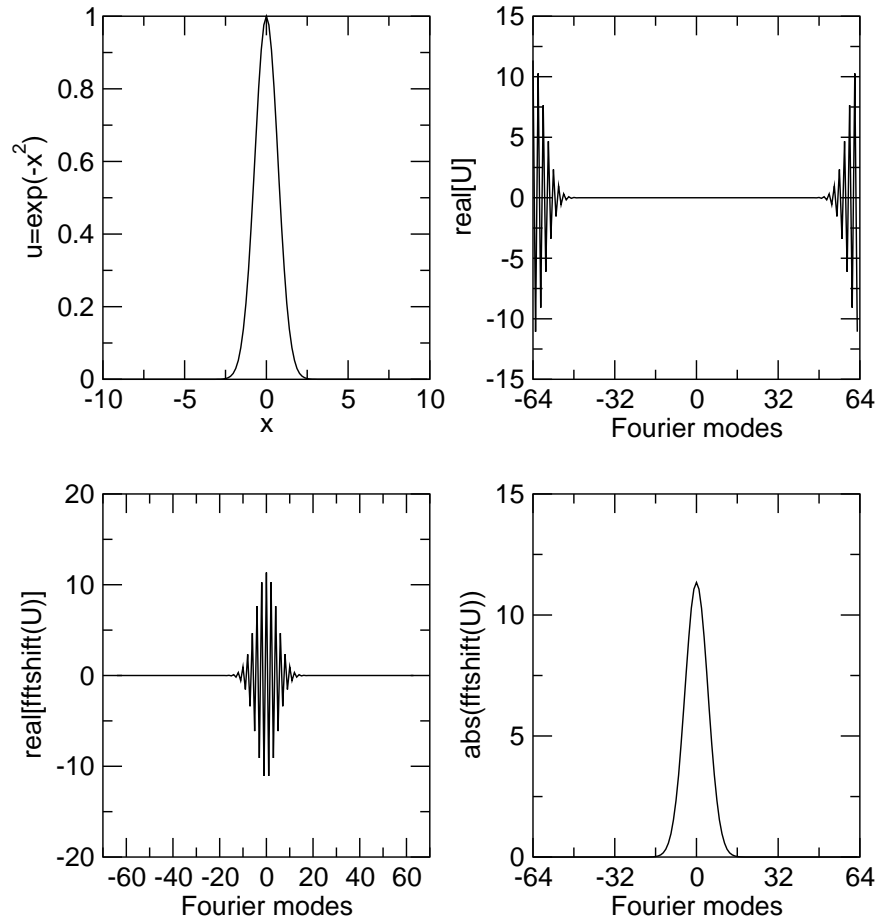 1
0.8
0.6
0.4
0.2
0
-10 -5 0 5 10
x
u=exp(-x²)
15
10
5
0
-5
-10
-15
-64 -32 0 32 64
Fourier modes
real[U]
20
10
0
-10
-20
-60 -40 -20 0 20 40 60
Fourier modes
real[fftshift(U)]
15
10
5
0
-64 -32 0 32 64
Fourier modes
abs(fftshift(U))